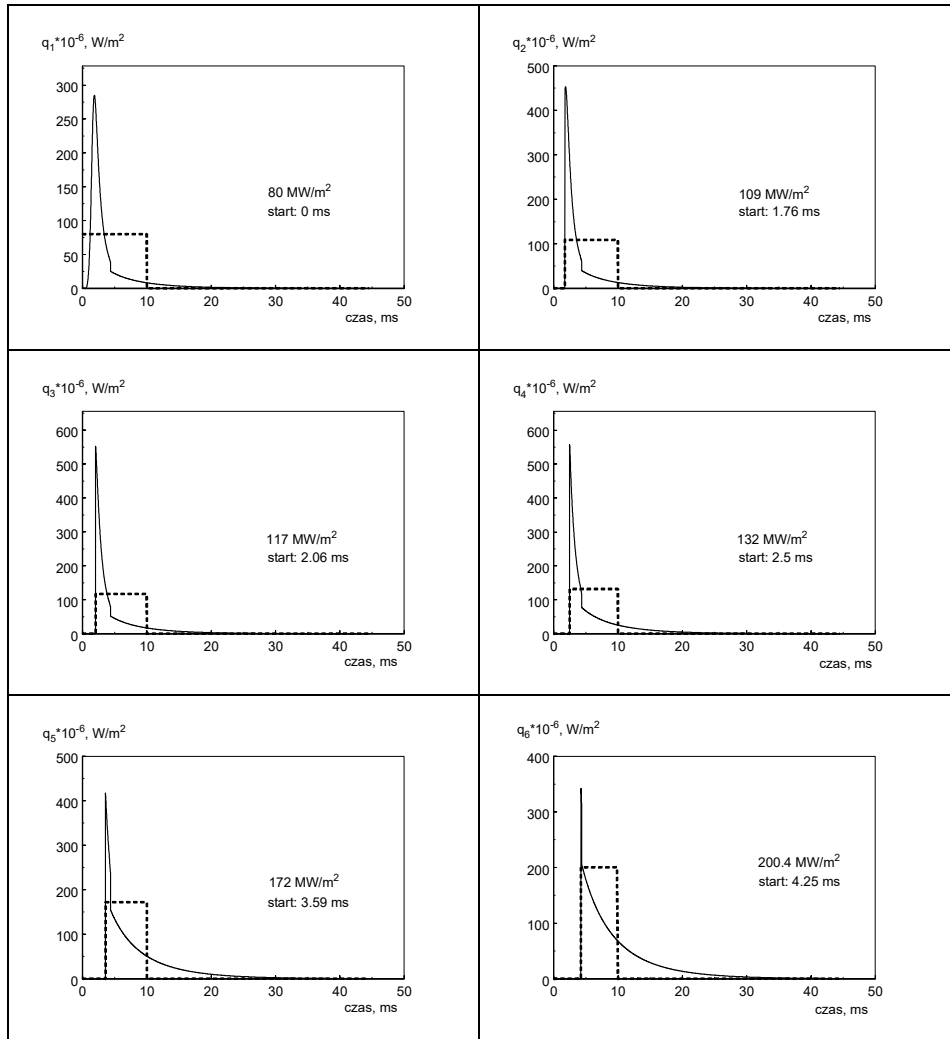 q₁*10⁻⁶, W/m²
300
250
200
150
100
50
0
0 10 20 30 40 50
czas, ms
80 MW/m²
start: 0 ms
q₂*10⁻⁶, W/m²
500
400
300
200
100
0
0 10 20 30 40 50
czas, ms
109 MW/m²
start: 1.76 ms
q₃*10⁻⁶, W/m²
600
500
400
300
200
100
0
0 10 20 30 40 50
czas, ms
117 MW/m²
start: 2.06 ms
q₄*10⁻⁶, W/m²
600
500
400
300
200
100
0
0 10 20 30 40 50
czas, ms
132 MW/m²
start: 2.5 ms
q₅*10⁻⁶, W/m²
500
400
300
200
100
0
0 10 20 30 40 50
czas, ms
172 MW/m²
start: 3.59 ms
q₆*10⁻⁶, W/m²
400
300
200
100
0
0 10 20 30 40 50
czas, ms
200.4 MW/m²
start: 4.25 ms